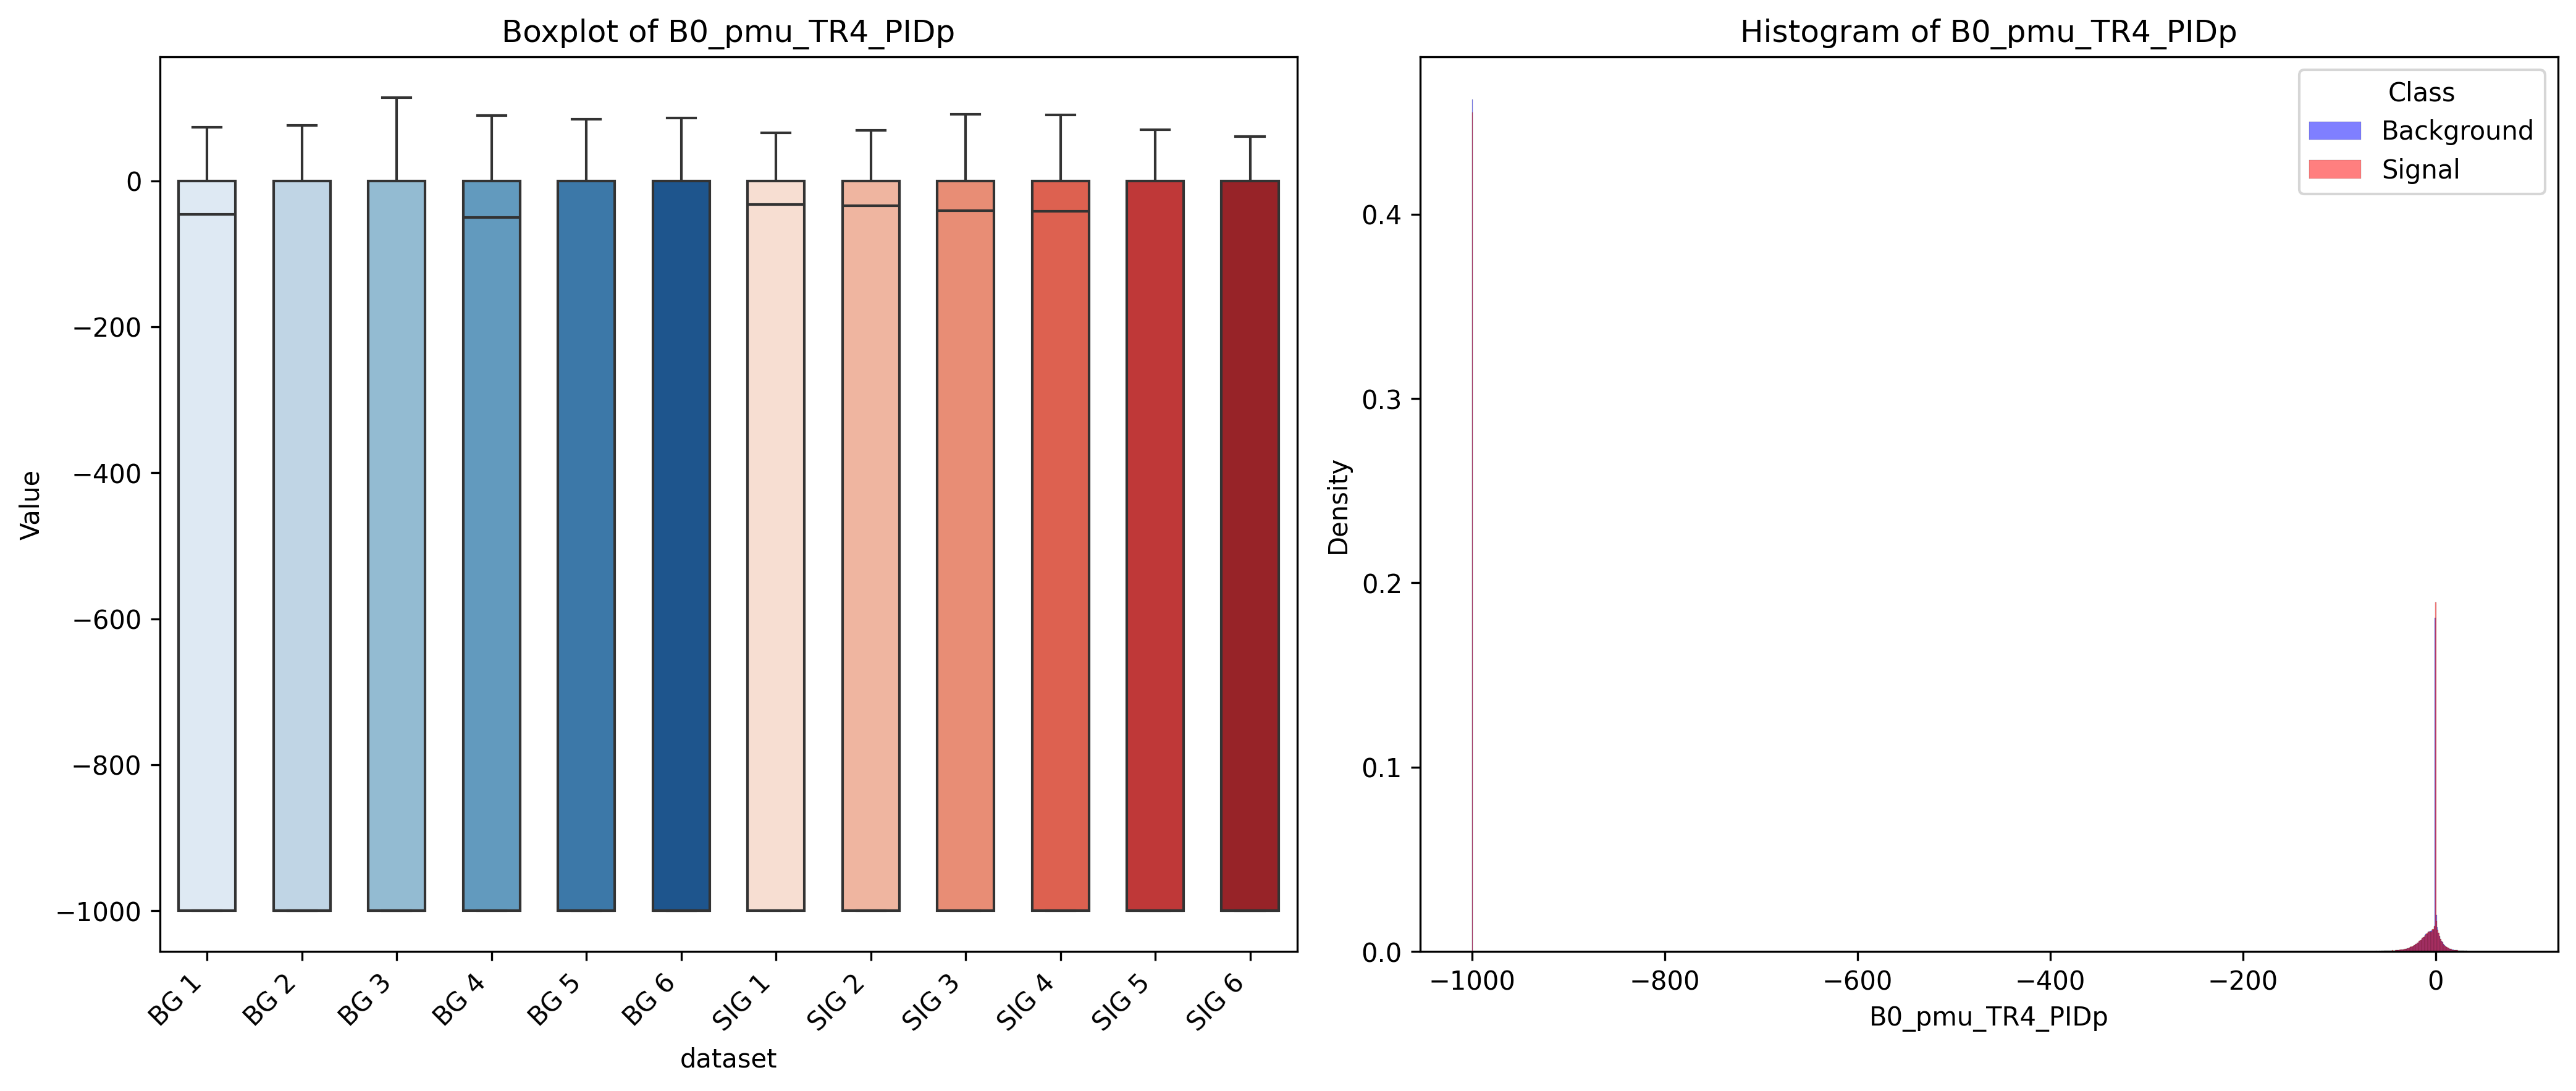 Boxplot of B0_pmu_TR4_PIDp
Value
0
−200
−400
−600
−800
−1000
BG 1
BG 2
BG 3
BG 4
BG 5
BG 6
SIG 1
SIG 2
SIG 3
SIG 4
SIG 5
SIG 6
dataset
Histogram of B0_pmu_TR4_PIDp
Class
Background
Signal
Density
0.4
0.3
0.2
0.1
0.0
−1000
−800
−600
−400
−200
0
B0_pmu_TR4_PIDp